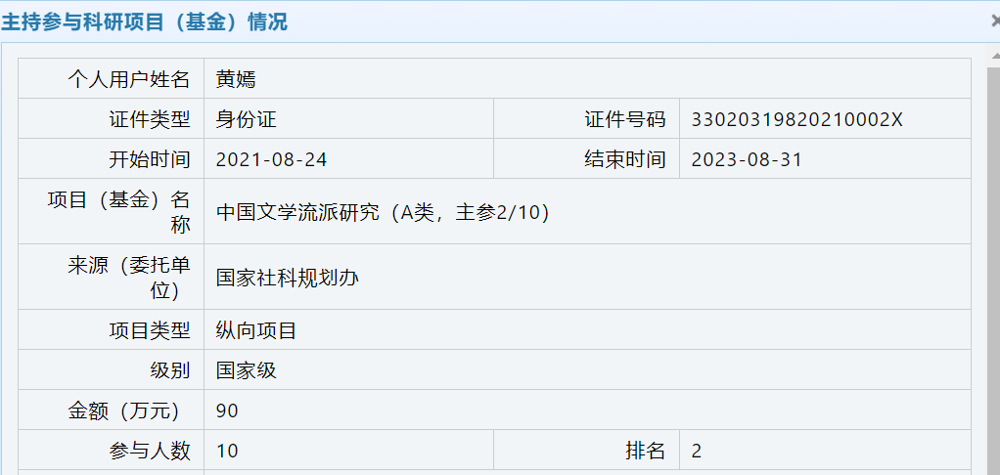 主持参与科研项目（基金）情况
个人用户姓名 黄嫣
证件类型 身份证 证件号码 33020319820210002X
开始时间 2021-08-24 结束时间 2023-08-31
项目（基金）名
称 中国文学流派研究（A类，主参2/10）
来源（委托单
位） 国家社科规划办
项目类型 纵向项目
级别 国家级
金额（万元） 90
参与人数 10 排名 2